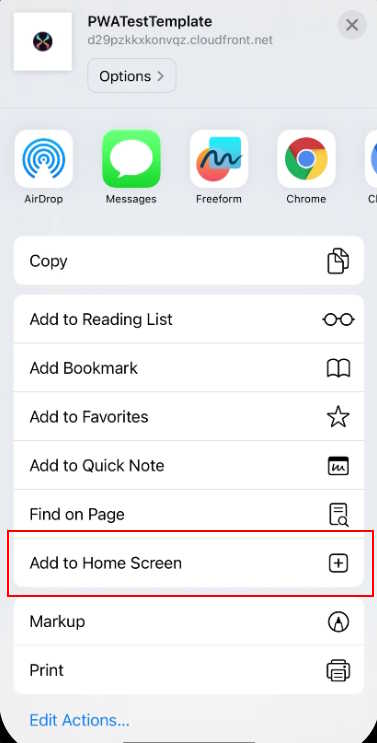 PWATestTemplate
d29pzkkxkonvqz.cloudfront.net
Options
AirDrop
Messages
Freeform
Chrome
Copy
Add to Reading List
Add Bookmark
Add to Favorites
Add to Quick Note
Find on Page
Add to Home Screen
Markup
Print
Edit Actions...